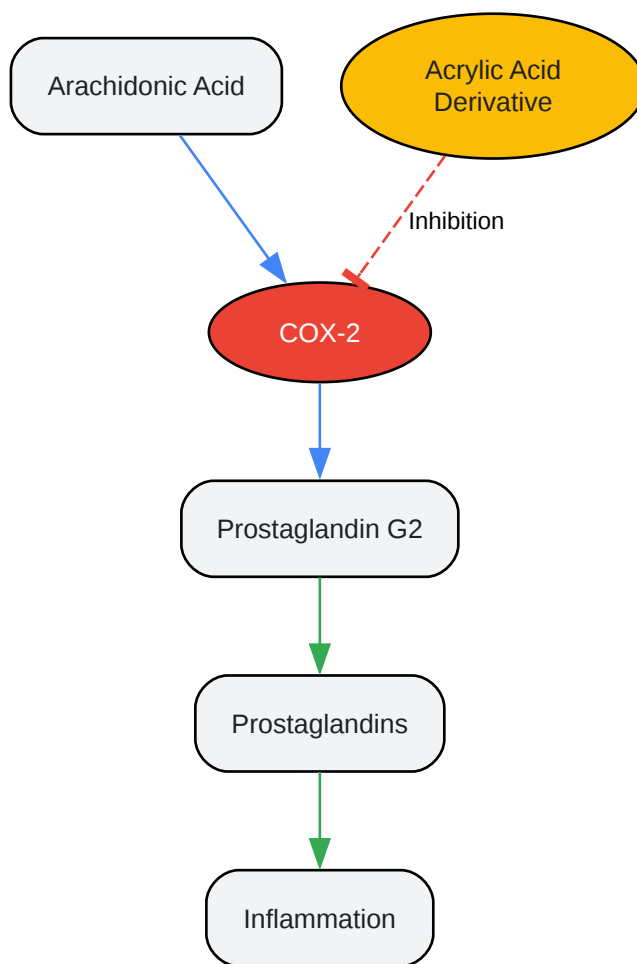 Arachidonic Acid
Acrylic Acid
Derivative
Inhibition
COX-2
Prostaglandin G2
Prostaglandins
Inflammation